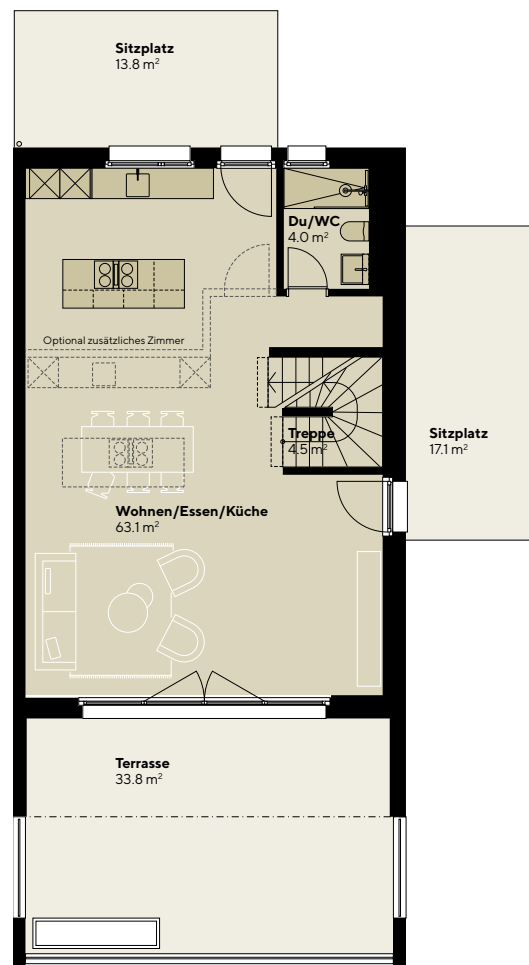 Sitzplatz
13.8 m²
Du/WC
4.0 m²
Optional zusätzliches Zimmer
Treppe
4.5 m²
Sitzplatz
17.1 m²
Wohnen/Essen/Küche
63.1 m²
Terrasse
33.8 m²